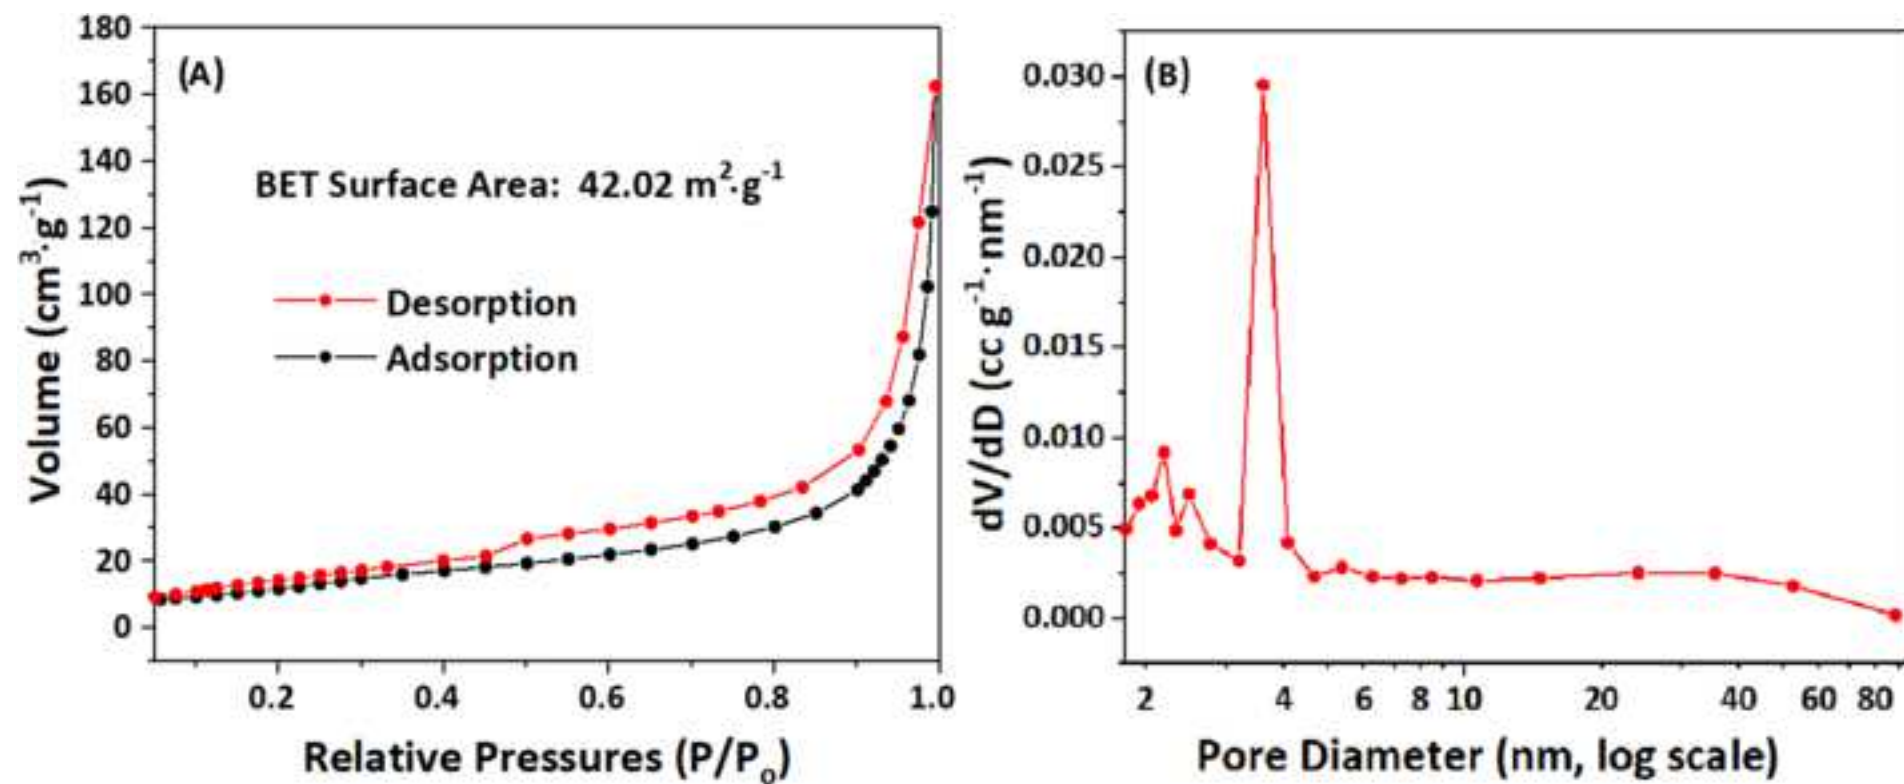 (A)
BET Surface Area: 42.02 m²·g⁻¹
Desorption
Adsorption
Volume (cm³·g⁻¹)
180
160
140
120
100
80
60
40
20
0
0.2 0.4 0.6 0.8 1.0
Relative Pressures (P/Pₒ)
(B)
dV/dD (cc g⁻¹·nm⁻¹)
0.030
0.025
0.020
0.015
0.010
0.005
0.000
2 4 6 8 10 20 40 60 80
Pore Diameter (nm, log scale)